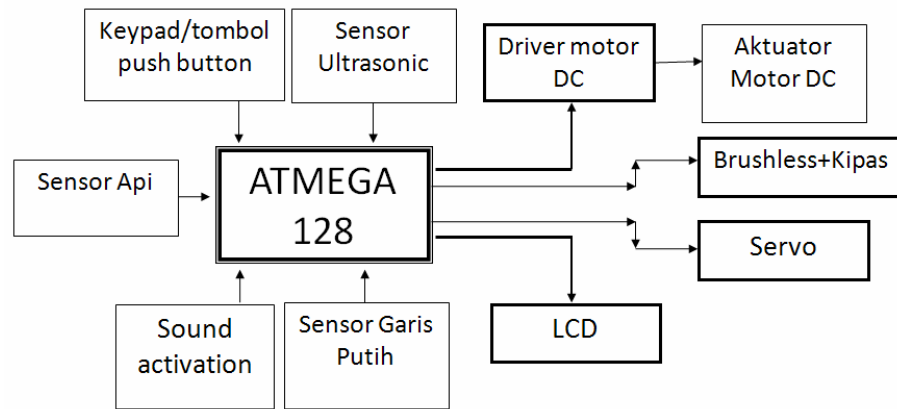 Keypad/tombol
push button
Sensor
Ultrasonic
Driver motor
DC
Aktuator
Motor DC
Sensor Api
ATMEGA
128
Brushless+Kipas
Servo
Sound
activation
Sensor Garis
Putih
LCD